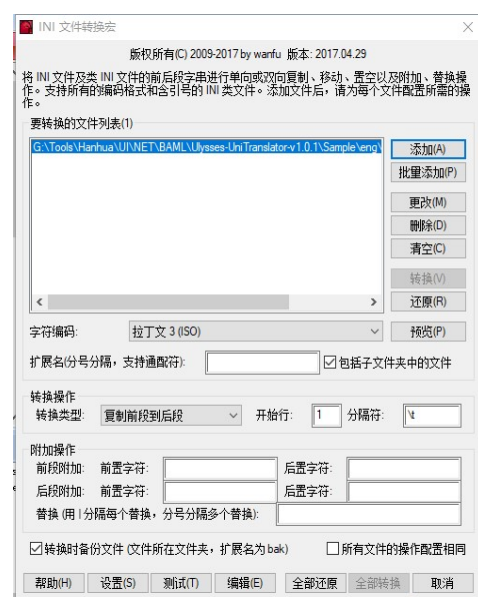 INI 文件转换宏
版权所有(C) 2009-2017 by wanfu 版本: 2017.04.29
将 INI 文件及类 INI 文件的前后段字串进行单向或双向复制、移动、置空以及附加、替换操
作。支持所有的编码格式和含引号的 INI 类文件。添加文件后，请为每个文件配置所需的操
作。
要转换的文件列表(1)
G:\Tools\Hanhua\UI\NET\BAML\Ulysses-UniTranslator-v1.0.1\Sample\eng\
添加(A)
批量添加(P)
更改(M)
删除(D)
清空(C)
转换(V)
还原(R)
字符编码: 拉丁文 3 (ISO) 预览(P)
扩展名(分号分隔，支持通配符): 包括子文件夹中的文件
转换操作
转换类型: 复制前段到后段 开始行: 1 分隔符: \t
附加操作
前段附加: 前置字符: 后置字符:
后段附加: 前置字符: 后置字符:
替换 (用 | 分隔每个替换，分号分隔多个替换):
转换时备份文件 (文件所在文件夹，扩展名为 bak) 所有文件的操作配置相同
帮助(H) 设置(S) 测试(T) 编辑(E) 全部还原 全部转换 取消